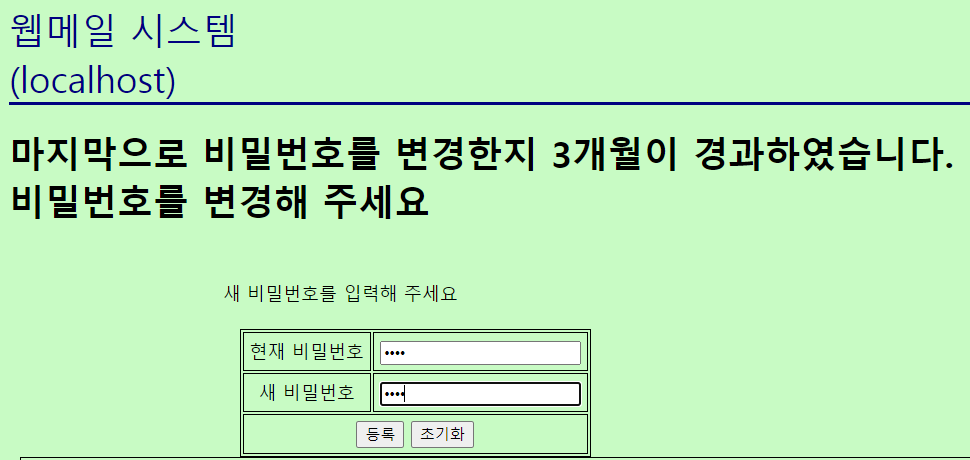 웹메일 시스템
(localhost)
마지막으로 비밀번호를 변경한지 3개월이 경과하였습니다.
비밀번호를 변경해 주세요
새 비밀번호를 입력해 주세요
현재 비밀번호 ••••
새 비밀번호 ••••
등록 초기화